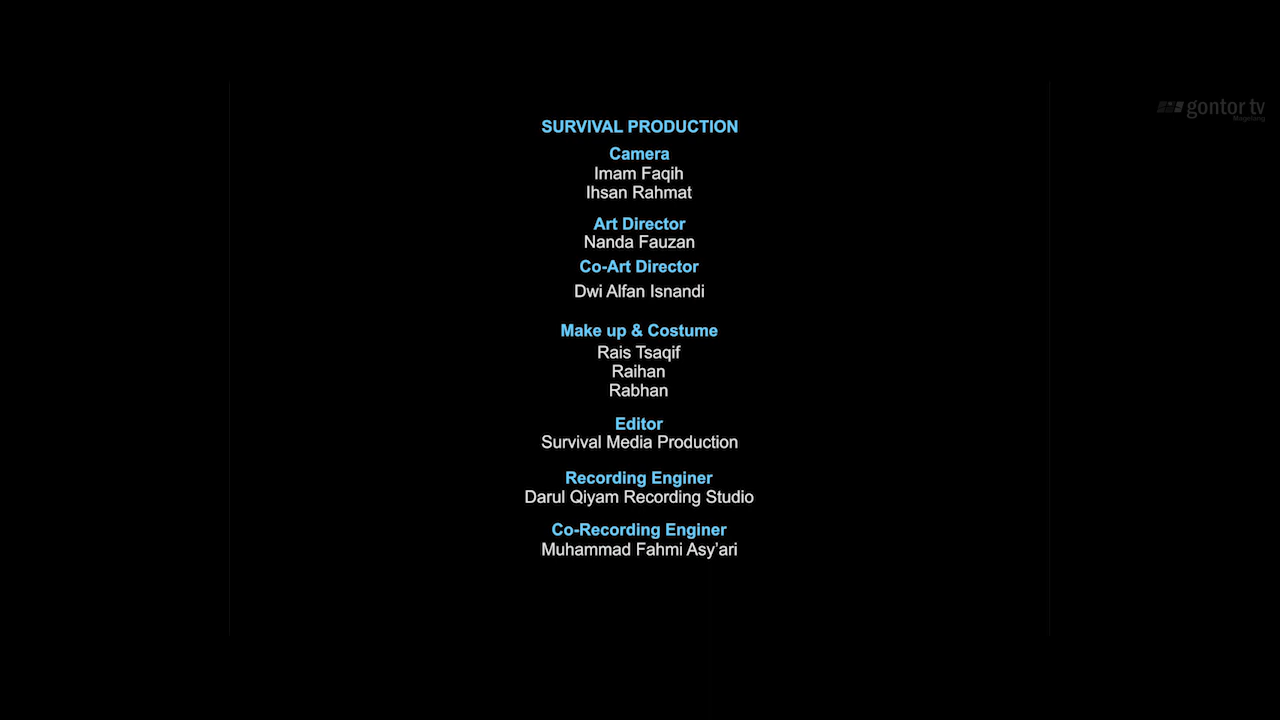 gontor tv
Magelang
SURVIVAL PRODUCTION
Camera
Imam Faqih
Ihsan Rahmat
Art Director
Nanda Fauzan
Co-Art Director
Dwi Alfan Isnandi
Make up & Costume
Rais Tsaqif
Raihan
Rabhan
Editor
Survival Media Production
Recording Enginer
Darul Qiyam Recording Studio
Co-Recording Enginer
Muhammad Fahmi Asy'ari